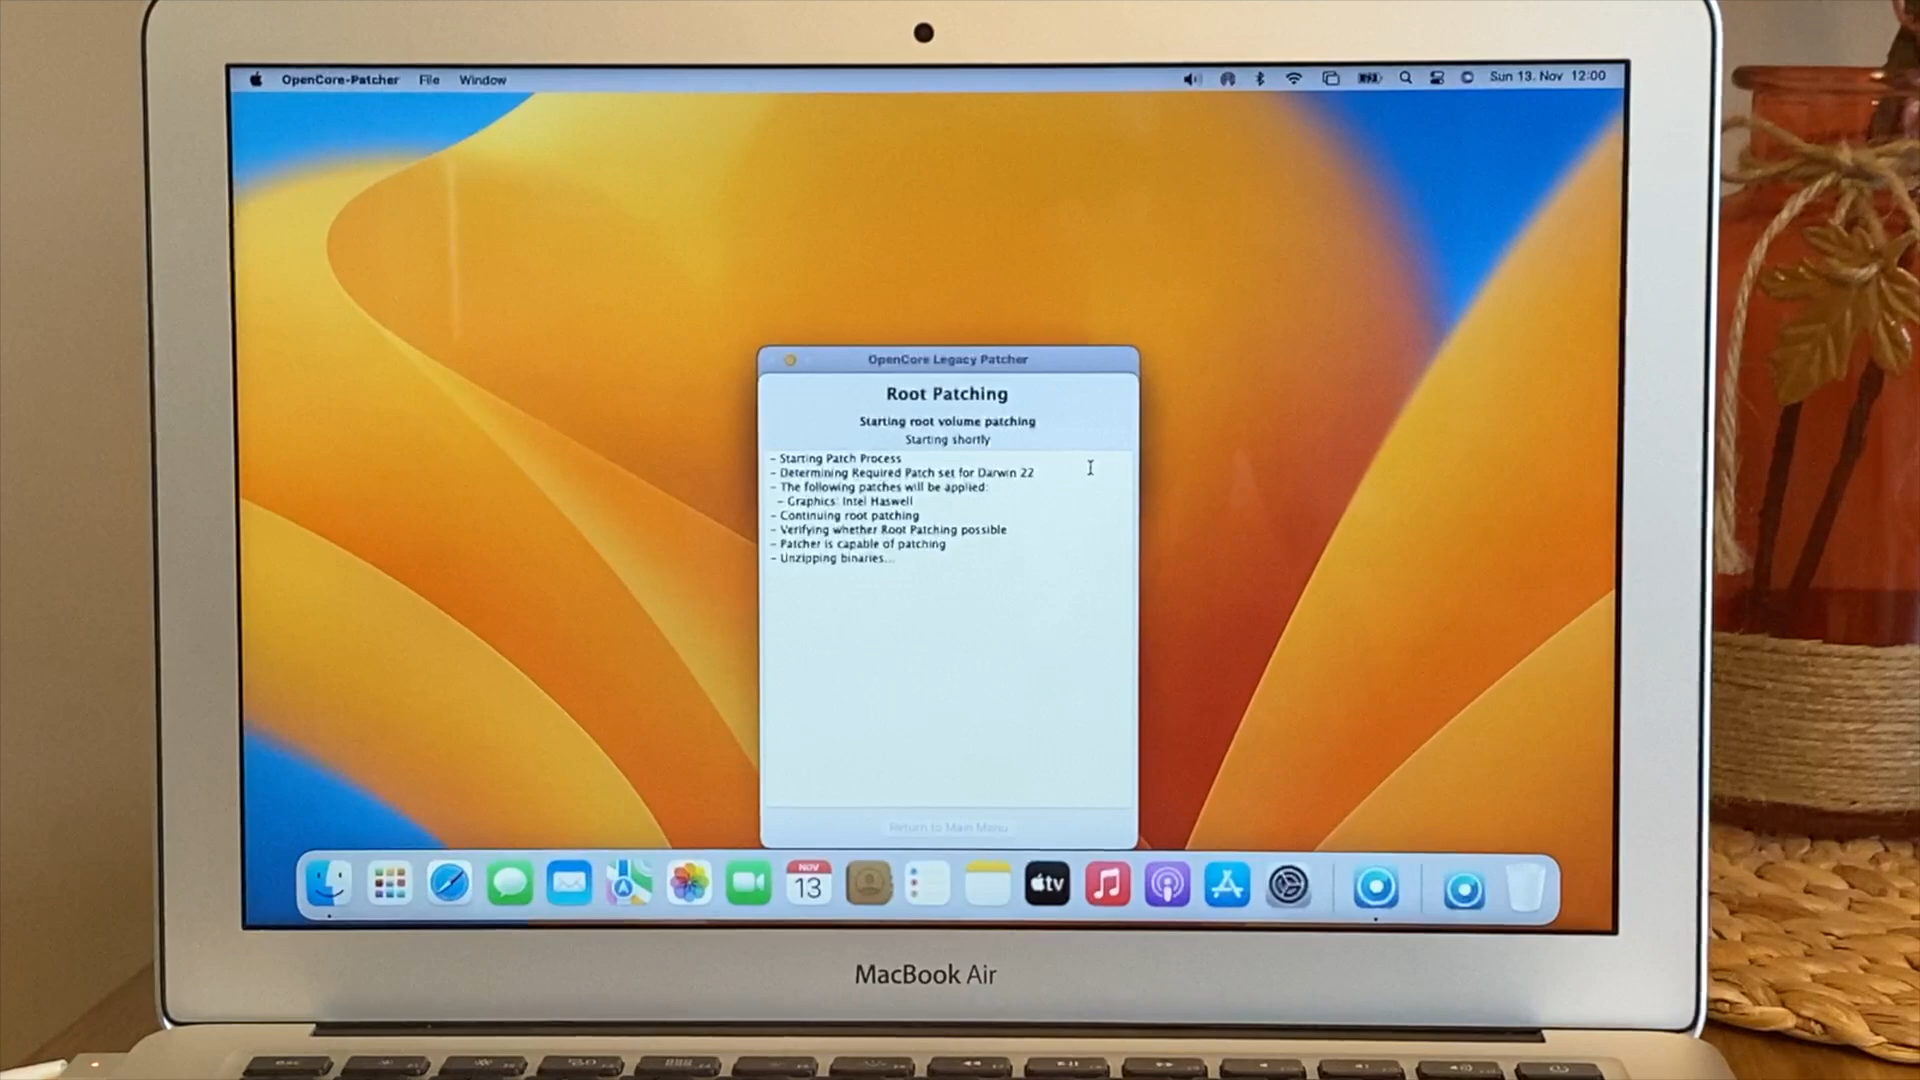 OpenCore-Patcher File Window
Sun 13. Nov 12:00
OpenCore Legacy Patcher
Root Patching
Starting root volume patching
Starting shortly
- Starting Patch Process
- Determining Required Patch set for Darwin 22
- The following patches will be applied:
- Graphics: Intel Haswell
- Continuing root patching
- Verifying whether Root Patching possible
- Patcher is capable of patching
- Unzipping binaries...
Return to Main Menu
NOV
13
tv
MacBook Air